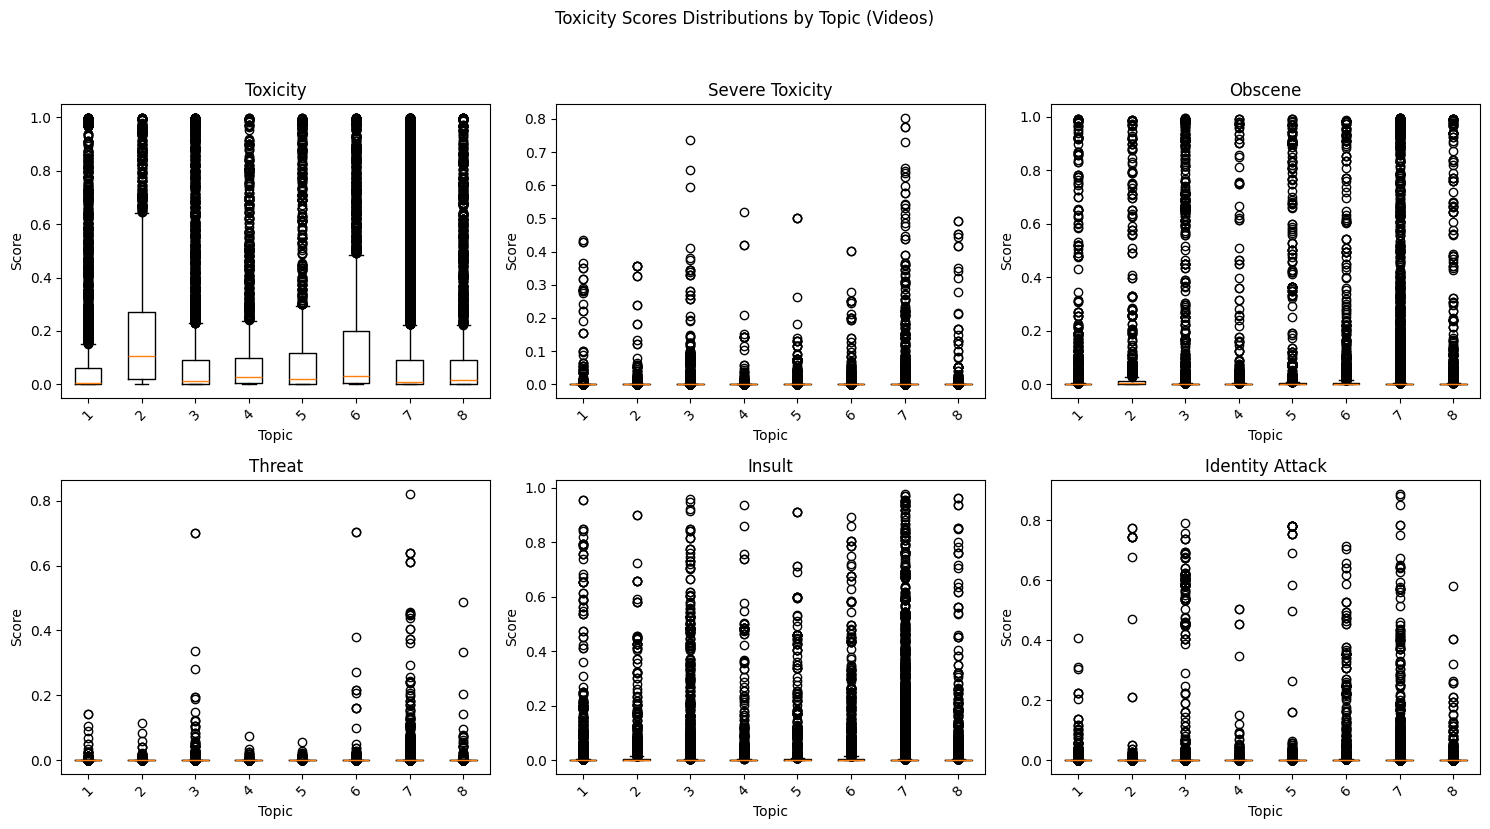 Toxicity Scores Distributions by Topic (Videos)
Toxicity
Score
1.0
0.8
0.6
0.4
0.2
0.0
1 2 3 4 5 6 7 8
Topic
Severe Toxicity
Score
0.8
0.7
0.6
0.5
0.4
0.3
0.2
0.1
0.0
1 2 3 4 5 6 7 8
Topic
Obscene
Score
1.0
0.8
0.6
0.4
0.2
0.0
1 2 3 4 5 6 7 8
Topic
Threat
Score
0.8
0.6
0.4
0.2
0.0
1 2 3 4 5 6 7 8
Topic
Insult
Score
1.0
0.8
0.6
0.4
0.2
0.0
1 2 3 4 5 6 7 8
Topic
Identity Attack
Score
0.8
0.6
0.4
0.2
0.0
1 2 3 4 5 6 7 8
Topic